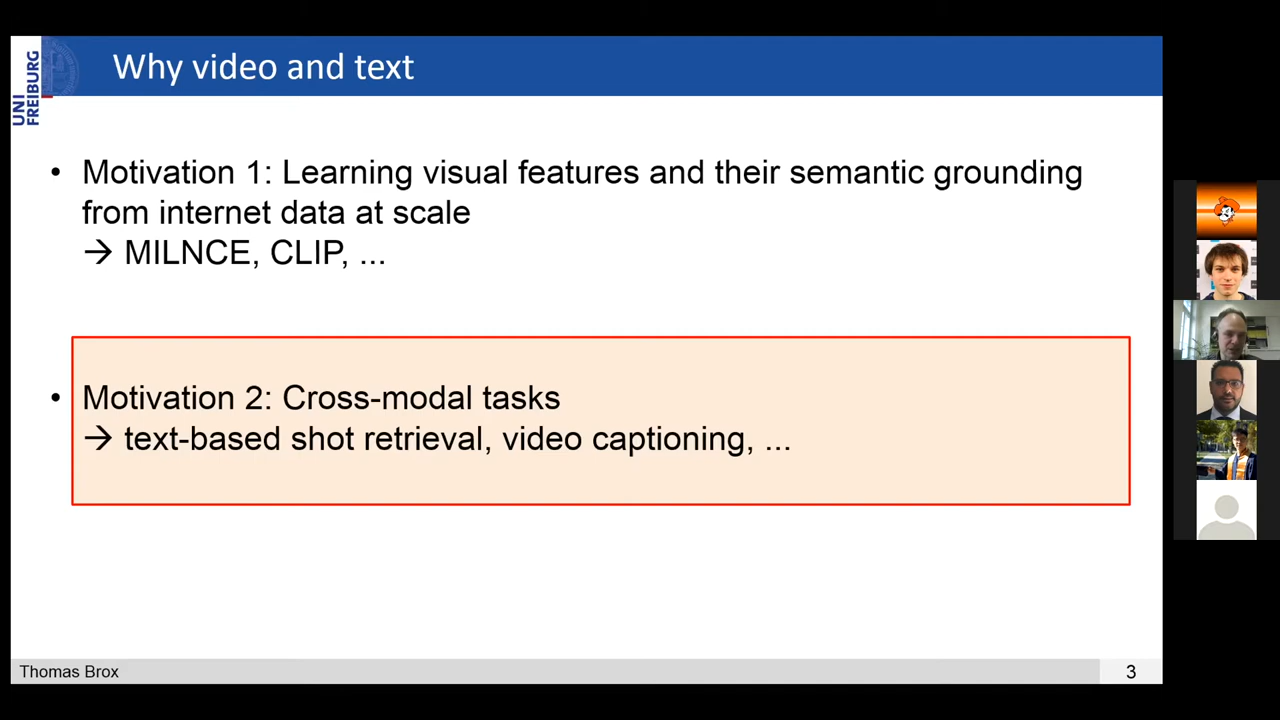 UNI
FREIBURG
Why video and text
• Motivation 1: Learning visual features and their semantic grounding
from internet data at scale
→ MILNCE, CLIP, ...
• Motivation 2: Cross-modal tasks
→ text-based shot retrieval, video captioning, ...
Thomas Brox
3